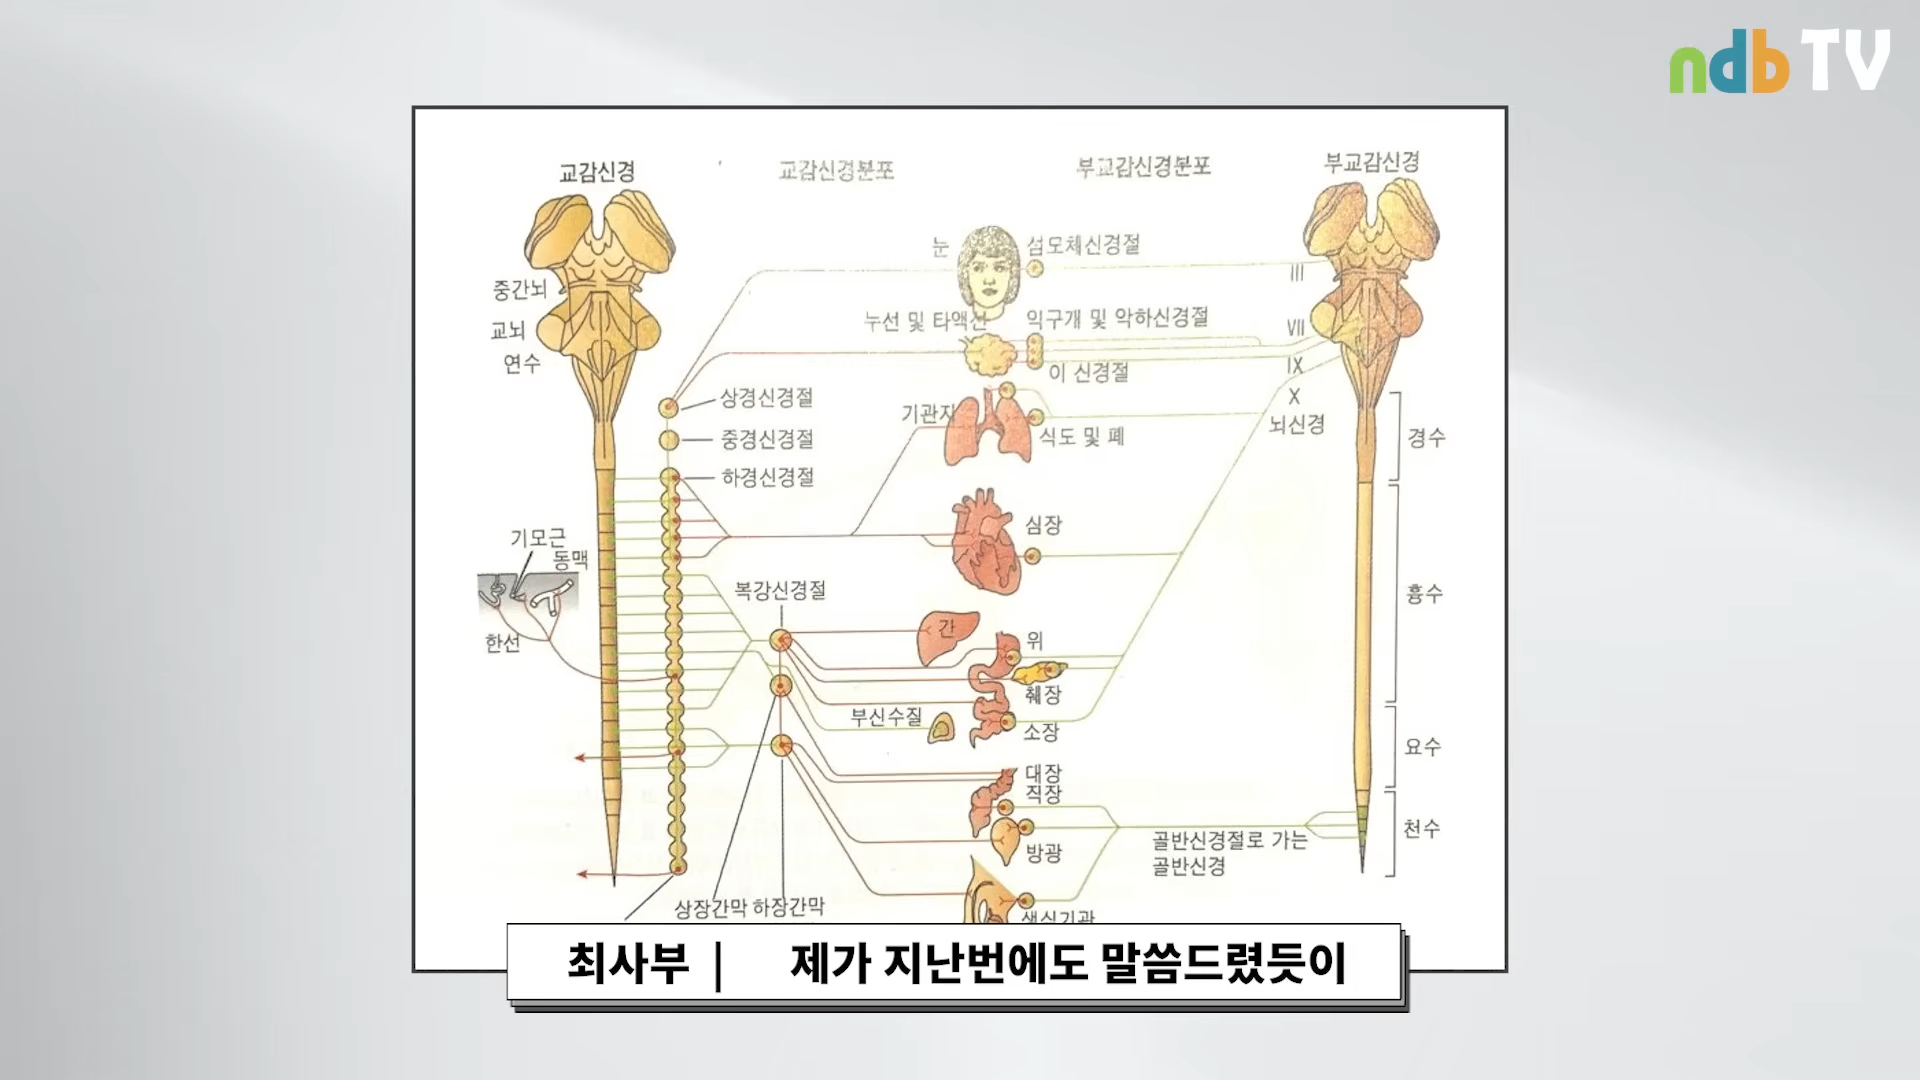 ndb TV
교감신경
교감신경분포
부교감신경분포
부교감신경
눈
섬모체신경절
중간뇌
III
누선 및 타액선
익구개 및 악하신경절
교뇌
VII
연수
IX
이 신경절
상경신경절
X
기관지
뇌신경
중경신경절
식도 및 폐
경수
하경신경절
심장
기모근
동맥
복강신경절
흉수
간
위
한선
췌장
부신수질
소장
요수
대장
직장
천수
골반신경절로 가는
골반신경
방광
상장간막 하장간막
생식기관
최사부 | 제가 지난번에도 말씀드렸듯이